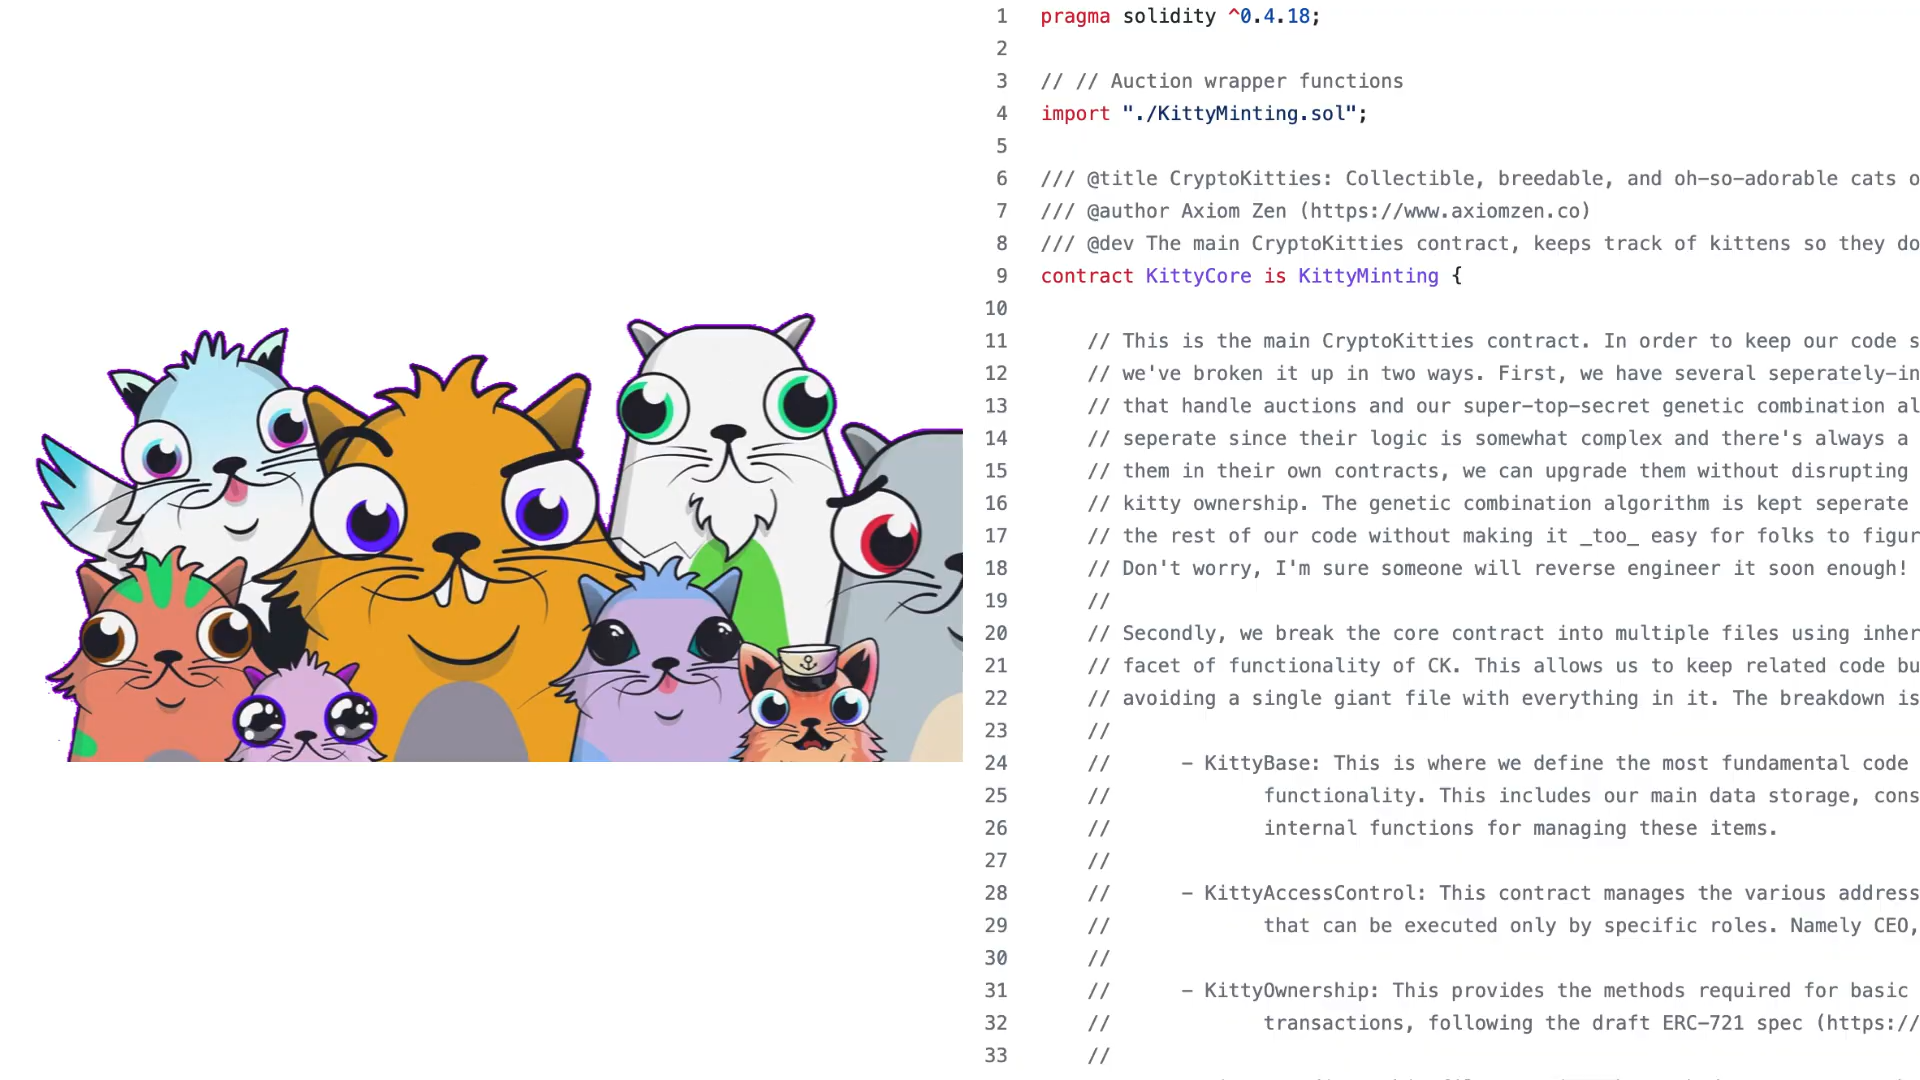 1 pragma solidity ^0.4.18;
2
3 // // Auction wrapper functions
4 import "./KittyMinting.sol";
5
6 /// @title CryptoKitties: Collectible, breedable, and oh-so-adorable cats o
7 /// @author Axiom Zen (https://www.axiomzen.co)
8 /// @dev The main CryptoKitties contract, keeps track of kittens so they do
9 contract KittyCore is KittyMinting {
10
11 // This is the main CryptoKitties contract. In order to keep our code s
12 // we've broken it up in two ways. First, we have several seperately-in
13 // that handle auctions and our super-top-secret genetic combination al
14 // seperate since their logic is somewhat complex and there's always a
15 // them in their own contracts, we can upgrade them without disrupting
16 // kitty ownership. The genetic combination algorithm is kept seperate
17 // the rest of our code without making it _too_ easy for folks to figur
18 // Don't worry, I'm sure someone will reverse engineer it soon enough!
19 //
20 // Secondly, we break the core contract into multiple files using inher
21 // facet of functionality of CK. This allows us to keep related code bu
22 // avoiding a single giant file with everything in it. The breakdown is
23 //
24 // - KittyBase: This is where we define the most fundamental code
25 // functionality. This includes our main data storage, cons
26 // internal functions for managing these items.
27 //
28 // - KittyAccessControl: This contract manages the various address
29 // that can be executed only by specific roles. Namely CEO,
30 //
31 // - KittyOwnership: This provides the methods required for basic
32 // transactions, following the draft ERC-721 spec (https://
33 //